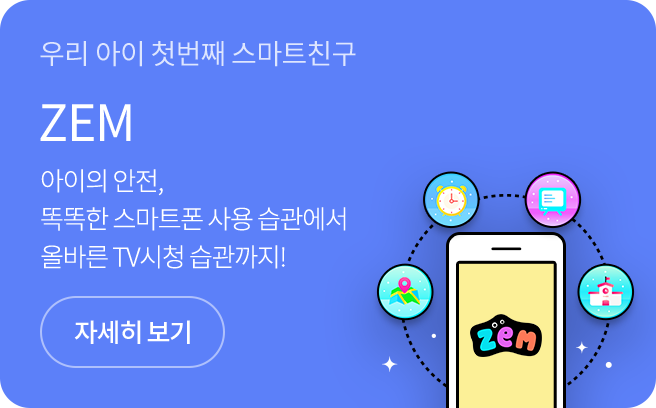 우리 아이 첫번째 스마트친구
ZEM
아이의 안전,
똑똑한 스마트폰 사용 습관에서
올바른 TV시청 습관까지!
자세히 보기
zem